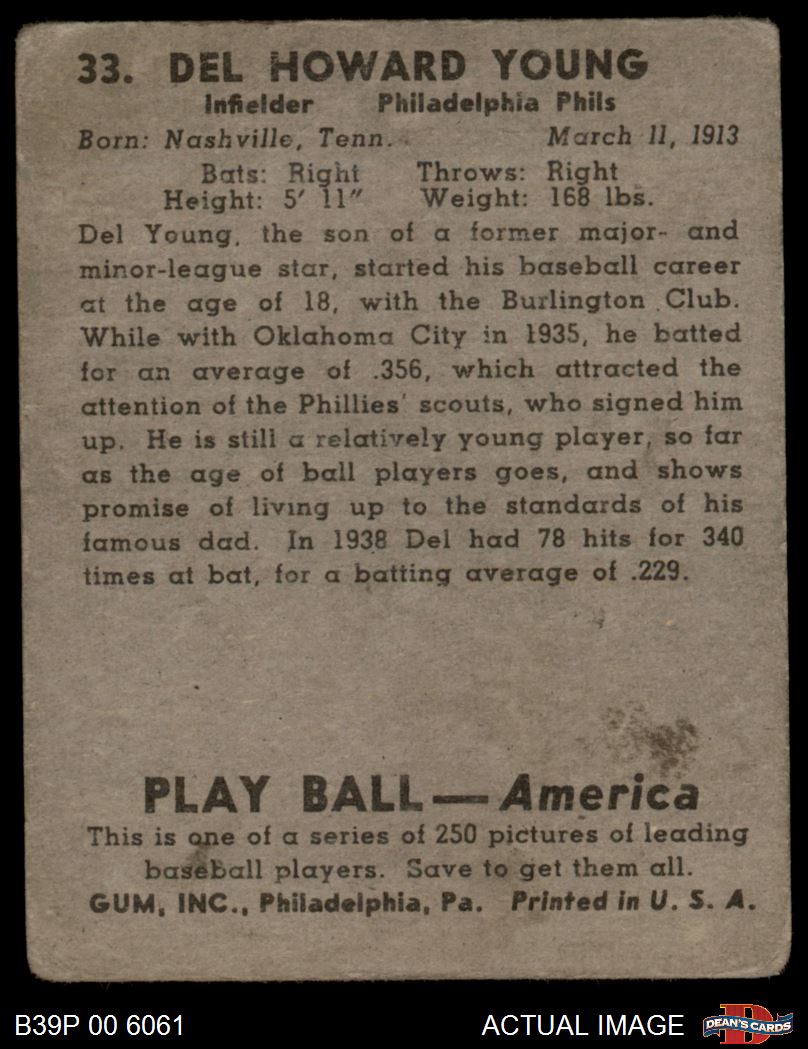 33. DEL HOWARD YOUNG
Infielder Philadelphia Phils
Born: Nashville, Tenn. March 11, 1913
Bats: Right Throws: Right
Height: 5' 11" Weight: 168 lbs.
Del Young, the son of a former major- and
minor-league star, started his baseball career
at the age of 18, with the Burlington Club.
While with Oklahoma City in 1935, he batted
for an average of .356, which attracted the
attention of the Phillies' scouts, who signed him
up. He is still a relatively young player, so far
as the age of ball players goes, and shows
promise of living up to the standards of his
famous dad. In 1938 Del had 78 hits for 340
times at bat, for a batting average of .229.
PLAY BALL—America
This is one of a series of 250 pictures of leading
baseball players. Save to get them all.
GUM, INC., Philadelphia, Pa. Printed in U. S. A.
B39P 00 6061 ACTUAL IMAGE D DEAN'S CARDS